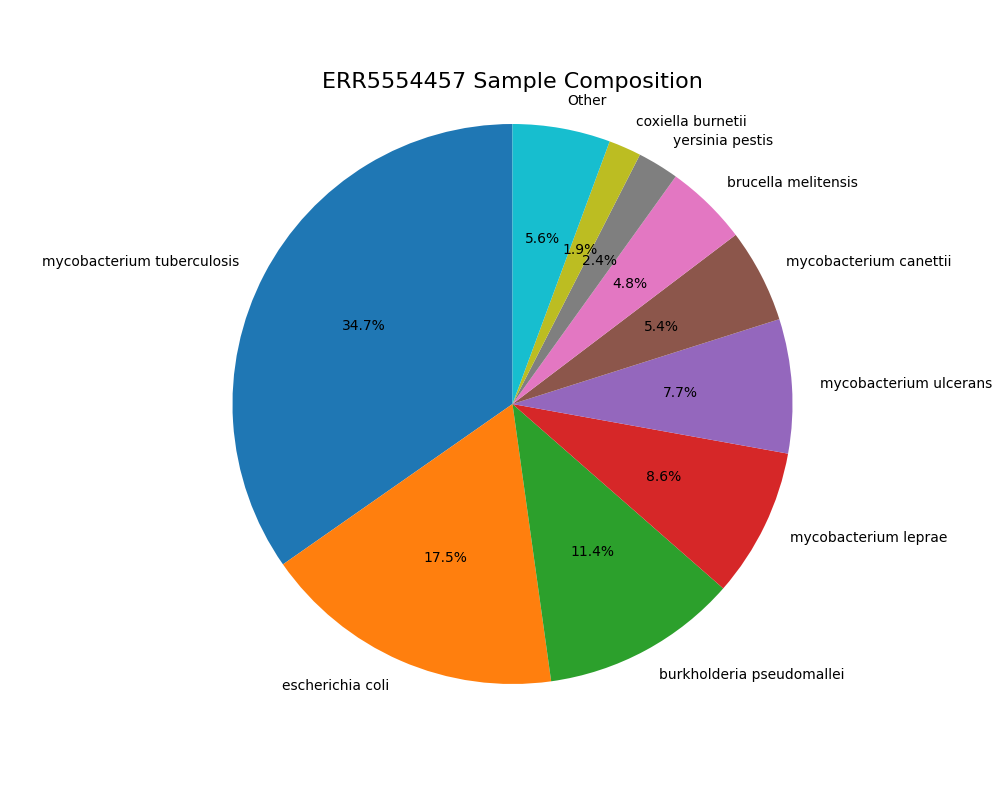 ERR5554457 Sample Composition
Other
coxiella burnetii
yersinia pestis
brucella melitensis
mycobacterium canettii
mycobacterium tuberculosis
mycobacterium ulcerans
mycobacterium leprae
burkholderia pseudomallei
escherichia coli
5.6%
1.9%
2.4%
4.8%
5.4%
34.7%
7.7%
8.6%
11.4%
17.5%